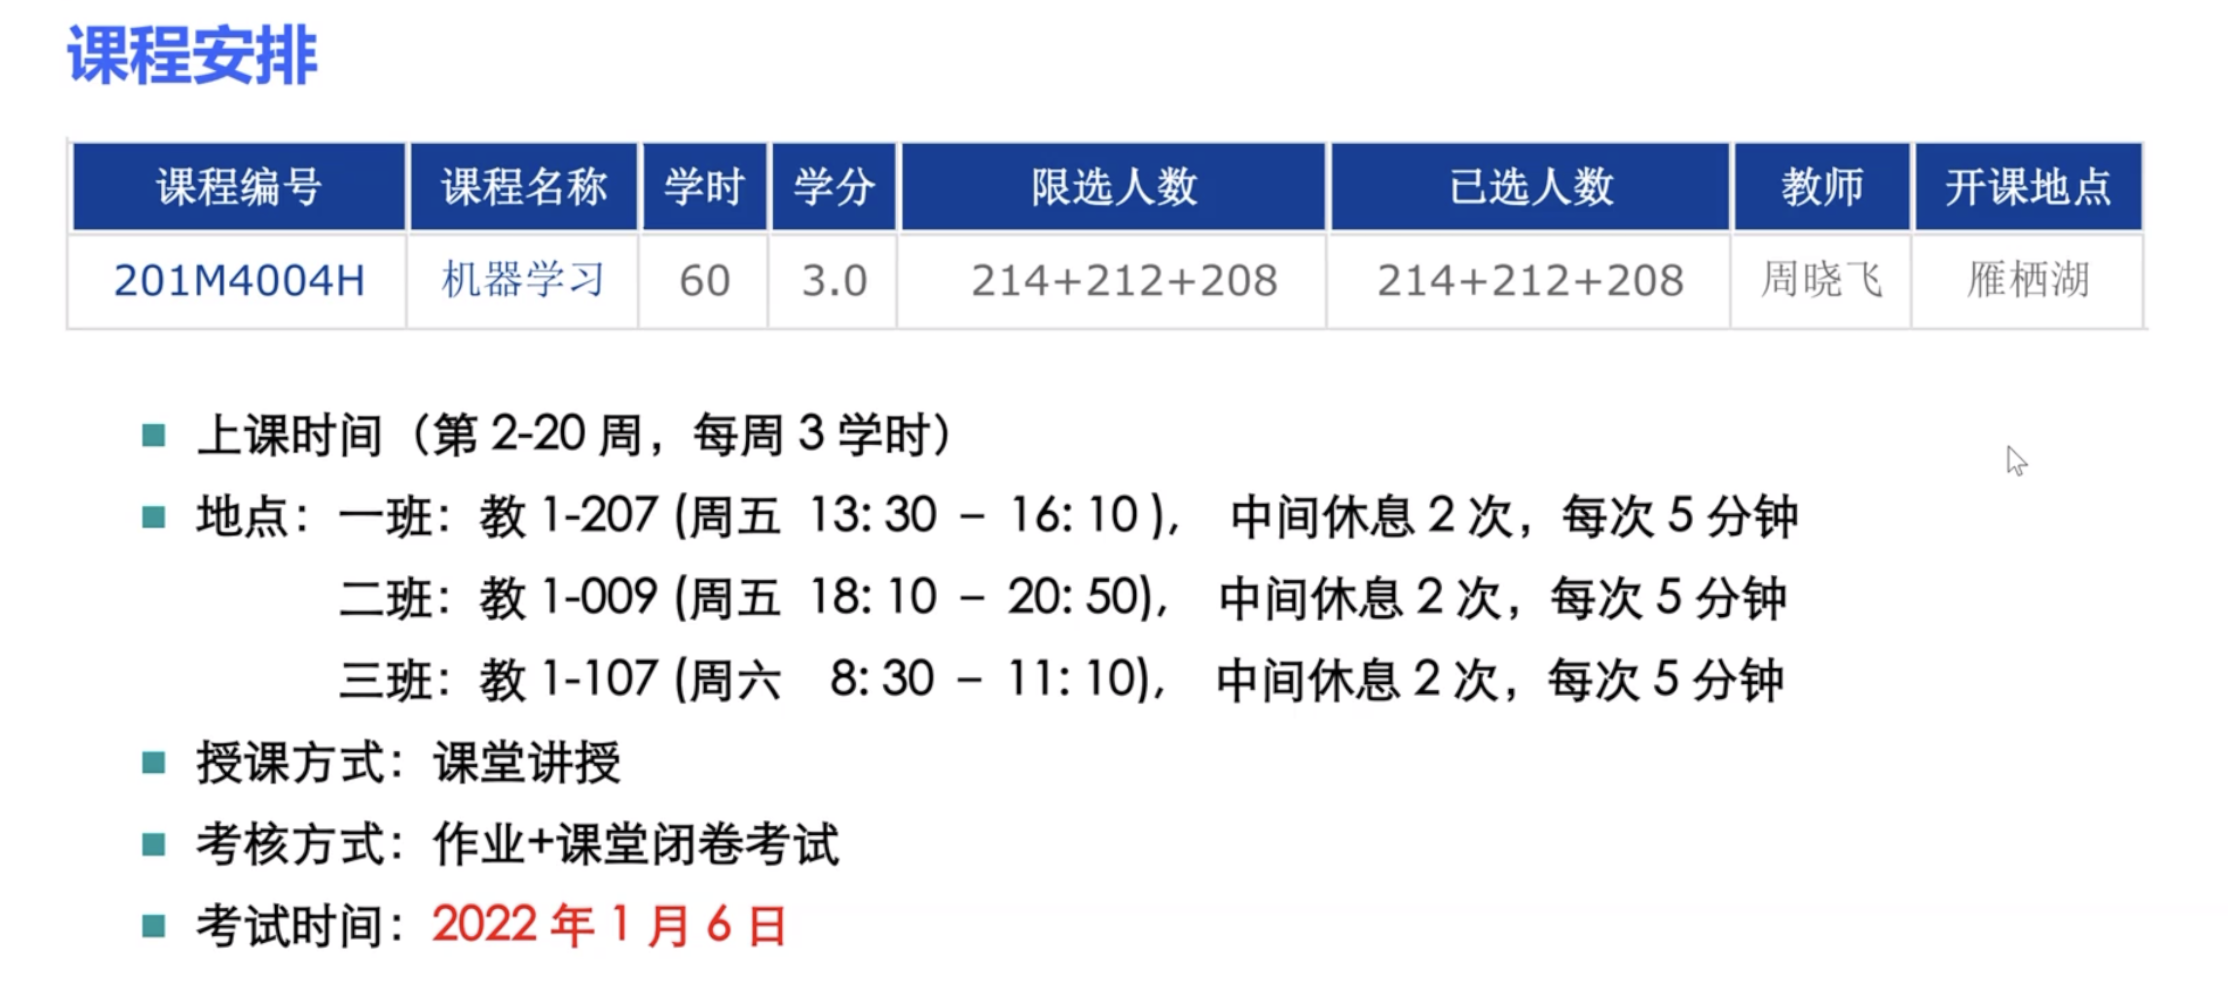 课程安排
课程编号 课程名称 学时 学分 限选人数 已选人数 教师 开课地点
201M4004H 机器学习 60 3.0 214+212+208 214+212+208 周晓飞 雁栖湖
上课时间（第 2-20 周，每周 3 学时）
地点：一班：教 1-207 (周五 13: 30 – 16: 10 ), 中间休息 2 次，每次 5 分钟
二班：教 1-009 (周五 18: 10 – 20: 50), 中间休息 2 次，每次 5 分钟
三班：教 1-107 (周六 8: 30 – 11: 10), 中间休息 2 次，每次 5 分钟
授课方式：课堂讲授
考核方式：作业+课堂闭卷考试
考试时间：2022 年 1 月 6 日